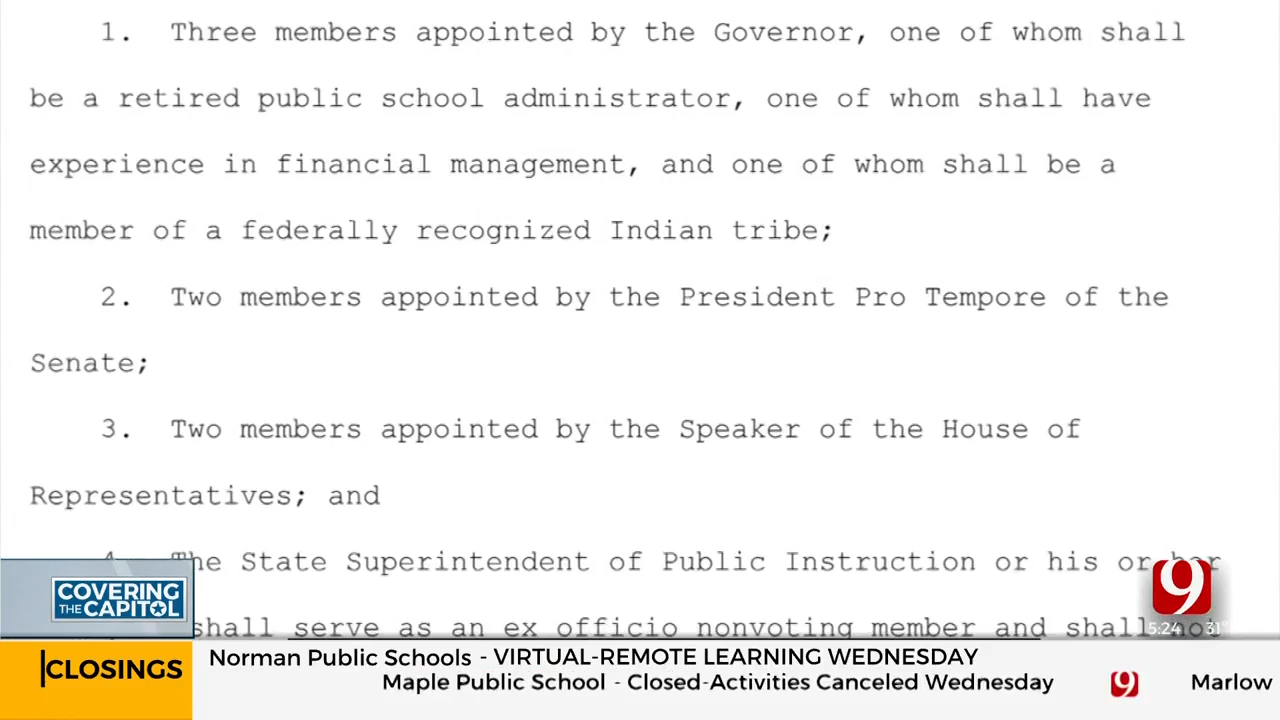 1. Three members appointed by the Governor, one of whom shall
be a retired public school administrator, one of whom shall have
experience in financial management, and one of whom shall be a
member of a federally recognized Indian tribe;
2. Two members appointed by the President Pro Tempore of the
Senate;
3. Two members appointed by the Speaker of the House of
Representatives; and
4. The State Superintendent of Public Instruction or his or her
shall serve as an ex officio nonvoting member and shall
COVERING
THE CAPITOL
9
5:24 31°
CLOSINGS
Norman Public Schools - VIRTUAL-REMOTE LEARNING WEDNESDAY
Maple Public School - Closed-Activities Canceled Wednesday 9 Marlow